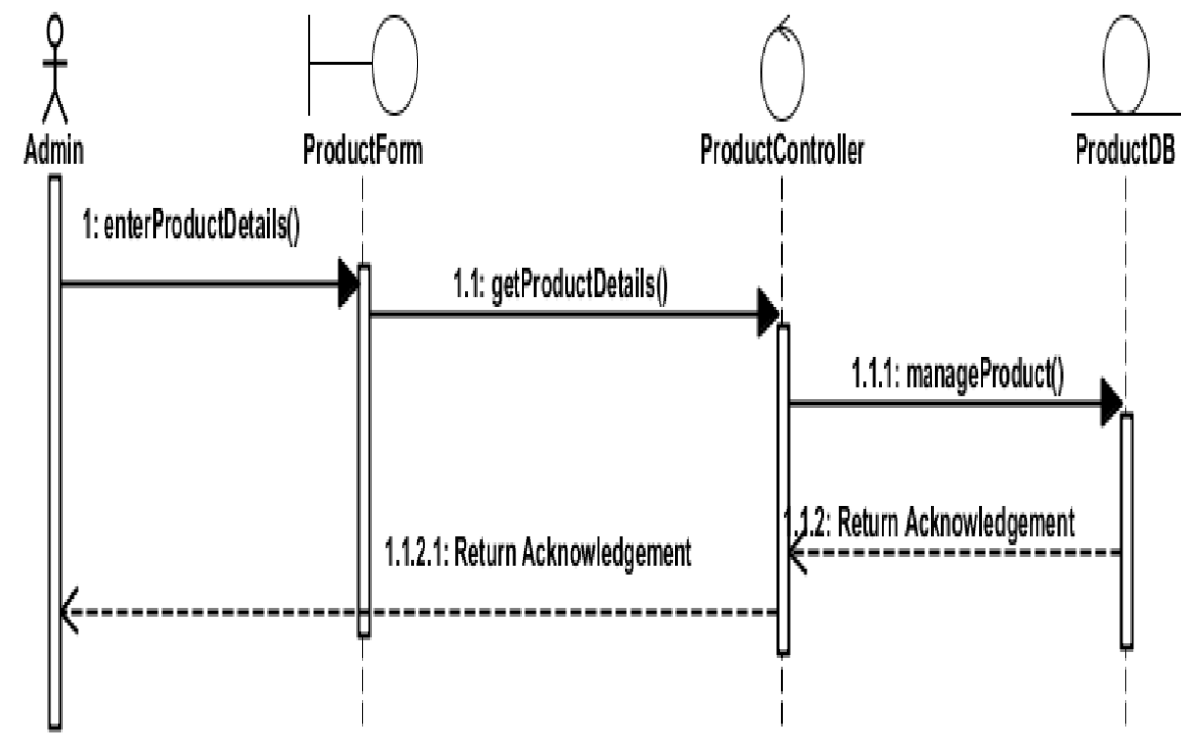 Admin
ProductForm
ProductController
ProductDB
1: enterProductDetails()
1.1: getProductDetails()
1.1.1: manageProduct()
1.1.2: Return Acknowledgement
1.1.2.1: Return Acknowledgement